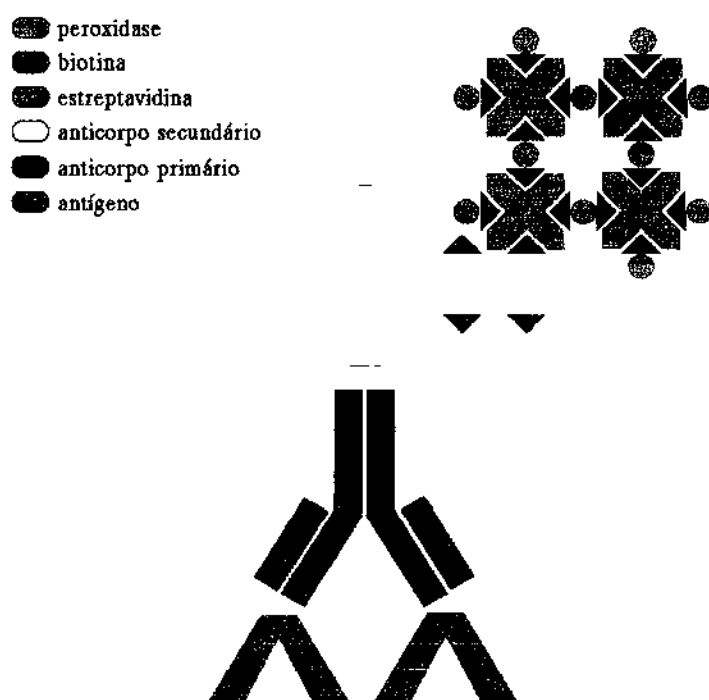 peroxidase
biotina
estreptavidina
anticorpo secundário
anticorpo primário
antígeno